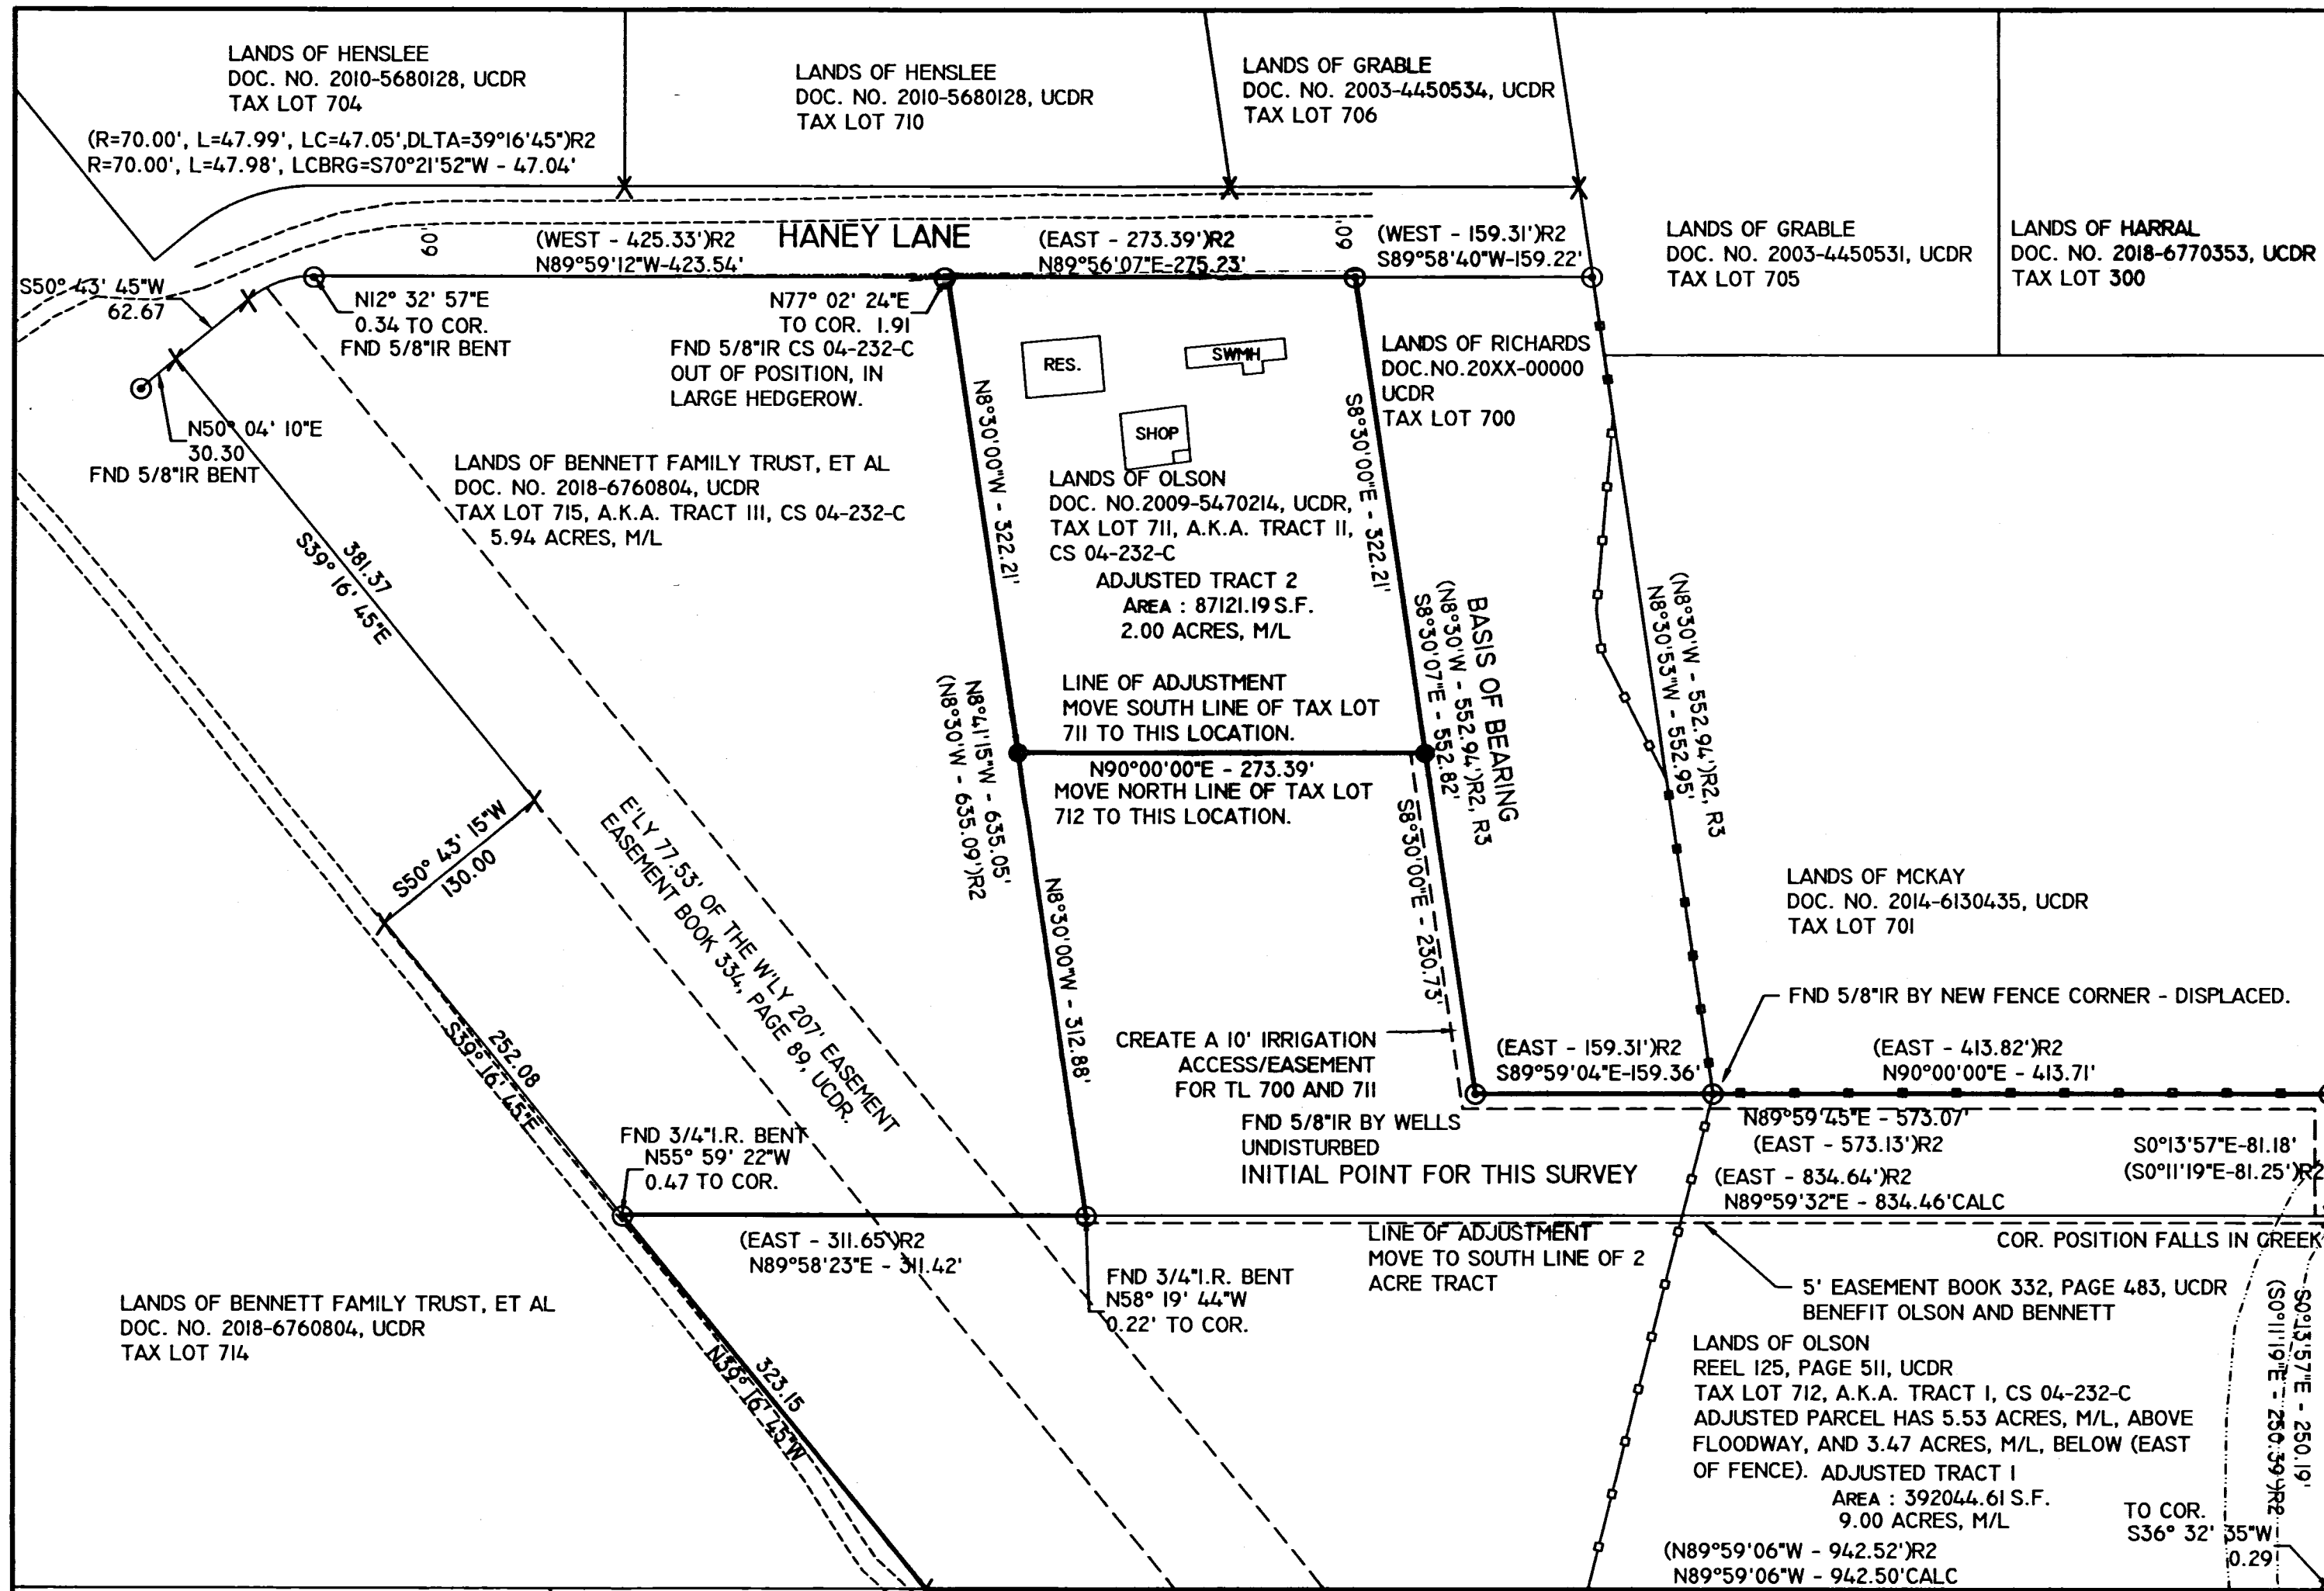 LANDS OF HENSLEE
DOC. NO. 2010-5680128, UCDR
TAX LOT 704
(R=70.00', L=47.99', LC=47.05',DLTA=39°16'45")R2
R=70.00', L=47.98', LCBRG=S70°21'52"W - 47.04'
LANDS OF HENSLEE
DOC. NO. 2010-5680128, UCDR
TAX LOT 710
LANDS OF GRABLE
DOC. NO. 2003-4450534, UCDR
TAX LOT 706
LANDS OF GRABLE
DOC. NO. 2003-4450531, UCDR
TAX LOT 705
LANDS OF HARRAL
DOC. NO. 2018-6770353, UCDR
TAX LOT 300
60'
(WEST - 425.33')R2
N89°59'12"W-423.54'
HANEY LANE
(EAST - 273.39')R2
N89°56'07"E-275.23'
60'
(WEST - 159.31')R2
S89°58'40"W-159.22'
S50° 43' 45"W
62.67
N12° 32' 57"E
0.34 TO COR.
FND 5/8"IR BENT
N77° 02' 24"E
TO COR. 1.91
FND 5/8"IR CS 04-232-C
OUT OF POSITION, IN
LARGE HEDGEROW.
RES.
SWMH
SHOP
LANDS OF RICHARDS
DOC.NO.20XX-00000
UCDR
TAX LOT 700
N50° 04' 10"E
30.30
FND 5/8"IR BENT
LANDS OF BENNETT FAMILY TRUST, ET AL
DOC. NO. 2018-6760804, UCDR
TAX LOT 715, A.K.A. TRACT III, CS 04-232-C
5.94 ACRES, M/L
N8°30'00"W - 322.21'
LANDS OF OLSON
DOC. NO.2009-5470214, UCDR,
TAX LOT 711, A.K.A. TRACT II,
CS 04-232-C
ADJUSTED TRACT 2
AREA : 87121.19 S.F.
2.00 ACRES, M/L
S8°30'00"E - 322.21'
381.37
S39° 16' 45"E
BASIS OF BEARING
(N8°30'W - 552.94')R2, R3
S8°30'07"E - 552.82'
(N8°30'W - 552.94')R2, R3
N8°30'53"W - 552.95'
LINE OF ADJUSTMENT
MOVE SOUTH LINE OF TAX LOT
711 TO THIS LOCATION.
N90°00'00"E - 273.39'
MOVE NORTH LINE OF TAX LOT
712 TO THIS LOCATION.
N8°41'15"W - 635.05'
(N8°30'W - 635.09')R2
S50° 43' 15"W
130.00
E'LY 77.53' OF THE W'LY 207' EASEMENT
EASEMENT BOOK 334, PAGE 89, UCDR.
S8°30'00"E - 230.73'
N8°30'00"W - 312.88'
LANDS OF MCKAY
DOC. NO. 2014-6130435, UCDR
TAX LOT 701
FND 5/8"IR BY NEW FENCE CORNER - DISPLACED.
252.08
S39° 16' 45"E
CREATE A 10' IRRIGATION
ACCESS/EASEMENT
FOR TL 700 AND 711
(EAST - 159.31')R2
S89°59'04"E-159.36'
(EAST - 413.82')R2
N90°00'00"E - 413.71'
FND 5/8"IR BY WELLS
UNDISTURBED
INITIAL POINT FOR THIS SURVEY
N89°59'45"E - 573.07'
(EAST - 573.13')R2
(EAST - 834.64')R2
N89°59'32"E - 834.46'CALC
S0°13'57"E-81.18'
(S0°11'19"E-81.25')R2
FND 3/4"I.R. BENT
N55° 59' 22"W
0.47 TO COR.
(EAST - 311.65')R2
N89°58'23"E - 311.42'
LINE OF ADJUSTMENT
MOVE TO SOUTH LINE OF 2
ACRE TRACT
COR. POSITION FALLS IN CREEK
FND 3/4"I.R. BENT
N58° 19' 44"W
0.22' TO COR.
5' EASEMENT BOOK 332, PAGE 483, UCDR
BENEFIT OLSON AND BENNETT
LANDS OF BENNETT FAMILY TRUST, ET AL
DOC. NO. 2018-6760804, UCDR
TAX LOT 714
323.15
N39° 16' 45"W
LANDS OF OLSON
REEL 125, PAGE 511, UCDR
TAX LOT 712, A.K.A. TRACT I, CS 04-232-C
ADJUSTED PARCEL HAS 5.53 ACRES, M/L, ABOVE
FLOODWAY, AND 3.47 ACRES, M/L, BELOW (EAST
OF FENCE). ADJUSTED TRACT I
AREA : 392044.61 S.F.
9.00 ACRES, M/L
S0°13'57"E - 250.19'
(S0°11'19"E - 250.39')R2
TO COR.
S36° 32' 35"W
0.29
(N89°59'06"W - 942.52')R2
N89°59'06"W - 942.50'CALC